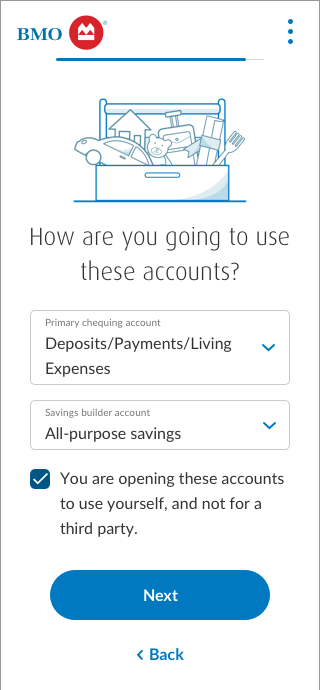 BMO
How are you going to use
these accounts?
Primary chequing account
Deposits/Payments/Living
Expenses
Savings builder account
All-purpose savings
You are opening these accounts
to use yourself, and not for a
third party.
Next
Back